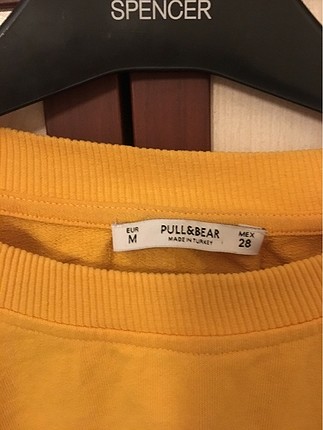 SPENCER
EUR
M
PULL&BEAR
MADE IN TURKEY
MEX
28